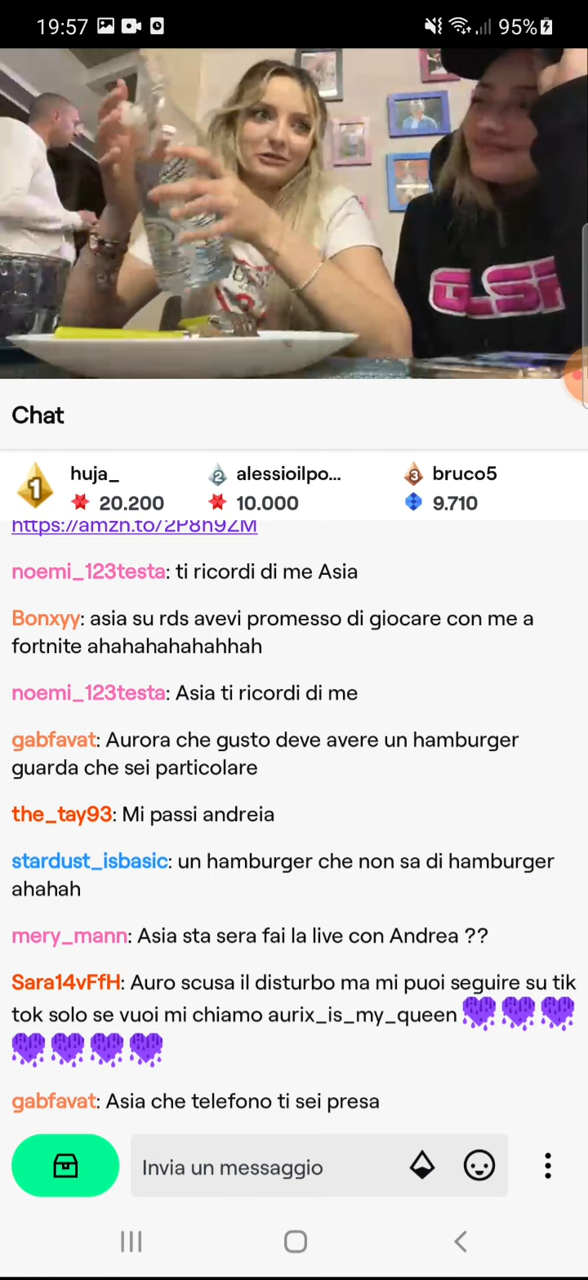 19:57 95%
GLSI
Chat
1 huja_ 2 alessioilpo... 3 bruco5
20.200 10.000 9.710
https://amzn.to/2P8h9ZM
noemi_123testa: ti ricordi di me Asia
Bonxyy: asia su rds avevi promesso di giocare con me a
fortnite ahahahahahahhah
noemi_123testa: Asia ti ricordi di me
gabfavat: Aurora che gusto deve avere un hamburger
guarda che sei particolare
the_tay93: Mi passi andreia
stardust_isbasic: un hamburger che non sa di hamburger
ahahah
mery_mann: Asia sta sera fai la live con Andrea ??
Sara14vFfH: Auro scusa il disturbo ma mi puoi seguire su tik
tok solo se vuoi mi chiamo aurix_is_my_queen
gabfavat: Asia che telefono ti sei presa
Invia un messaggio